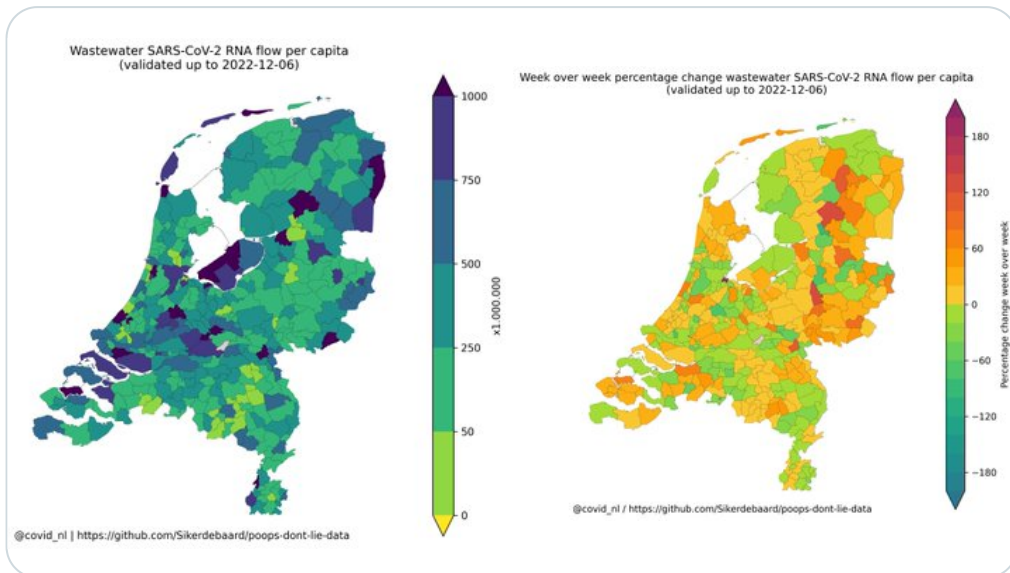 Wastewater SARS-CoV-2 RNA flow per capita
(validated up to 2022-12-06)
1000
750
500
250
50
0
x1.000.000
@covid_nl | https://github.com/Sikerdebaard/poops-dont-lie-data
Week over week percentage change wastewater SARS-CoV-2 RNA flow per capita
(validated up to 2022-12-06)
180
120
60
0
−60
−120
−180
Percentage change week over week
@covid_nl / https://github.com/Sikerdebaard/poops-dont-lie-data